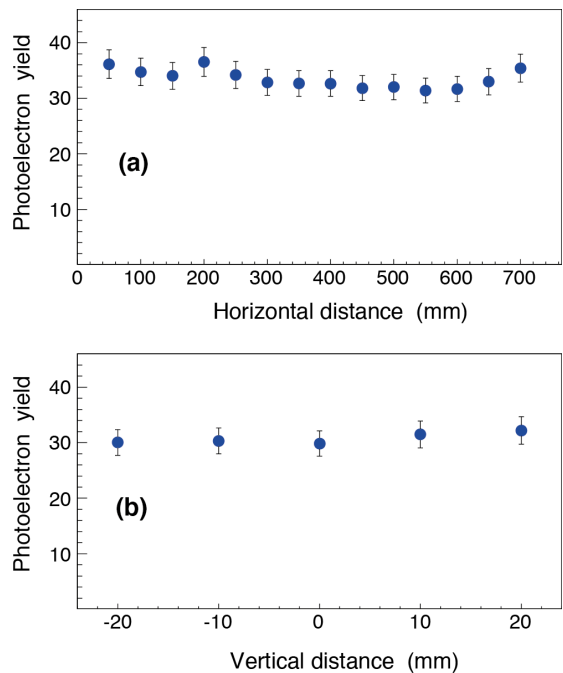 Photoelectron yield
40
30
20
10
(a)
0 100 200 300 400 500 600 700
Horizontal distance (mm)
Photoelectron yield
40
30
20
10
(b)
-20 -10 0 10 20
Vertical distance (mm)